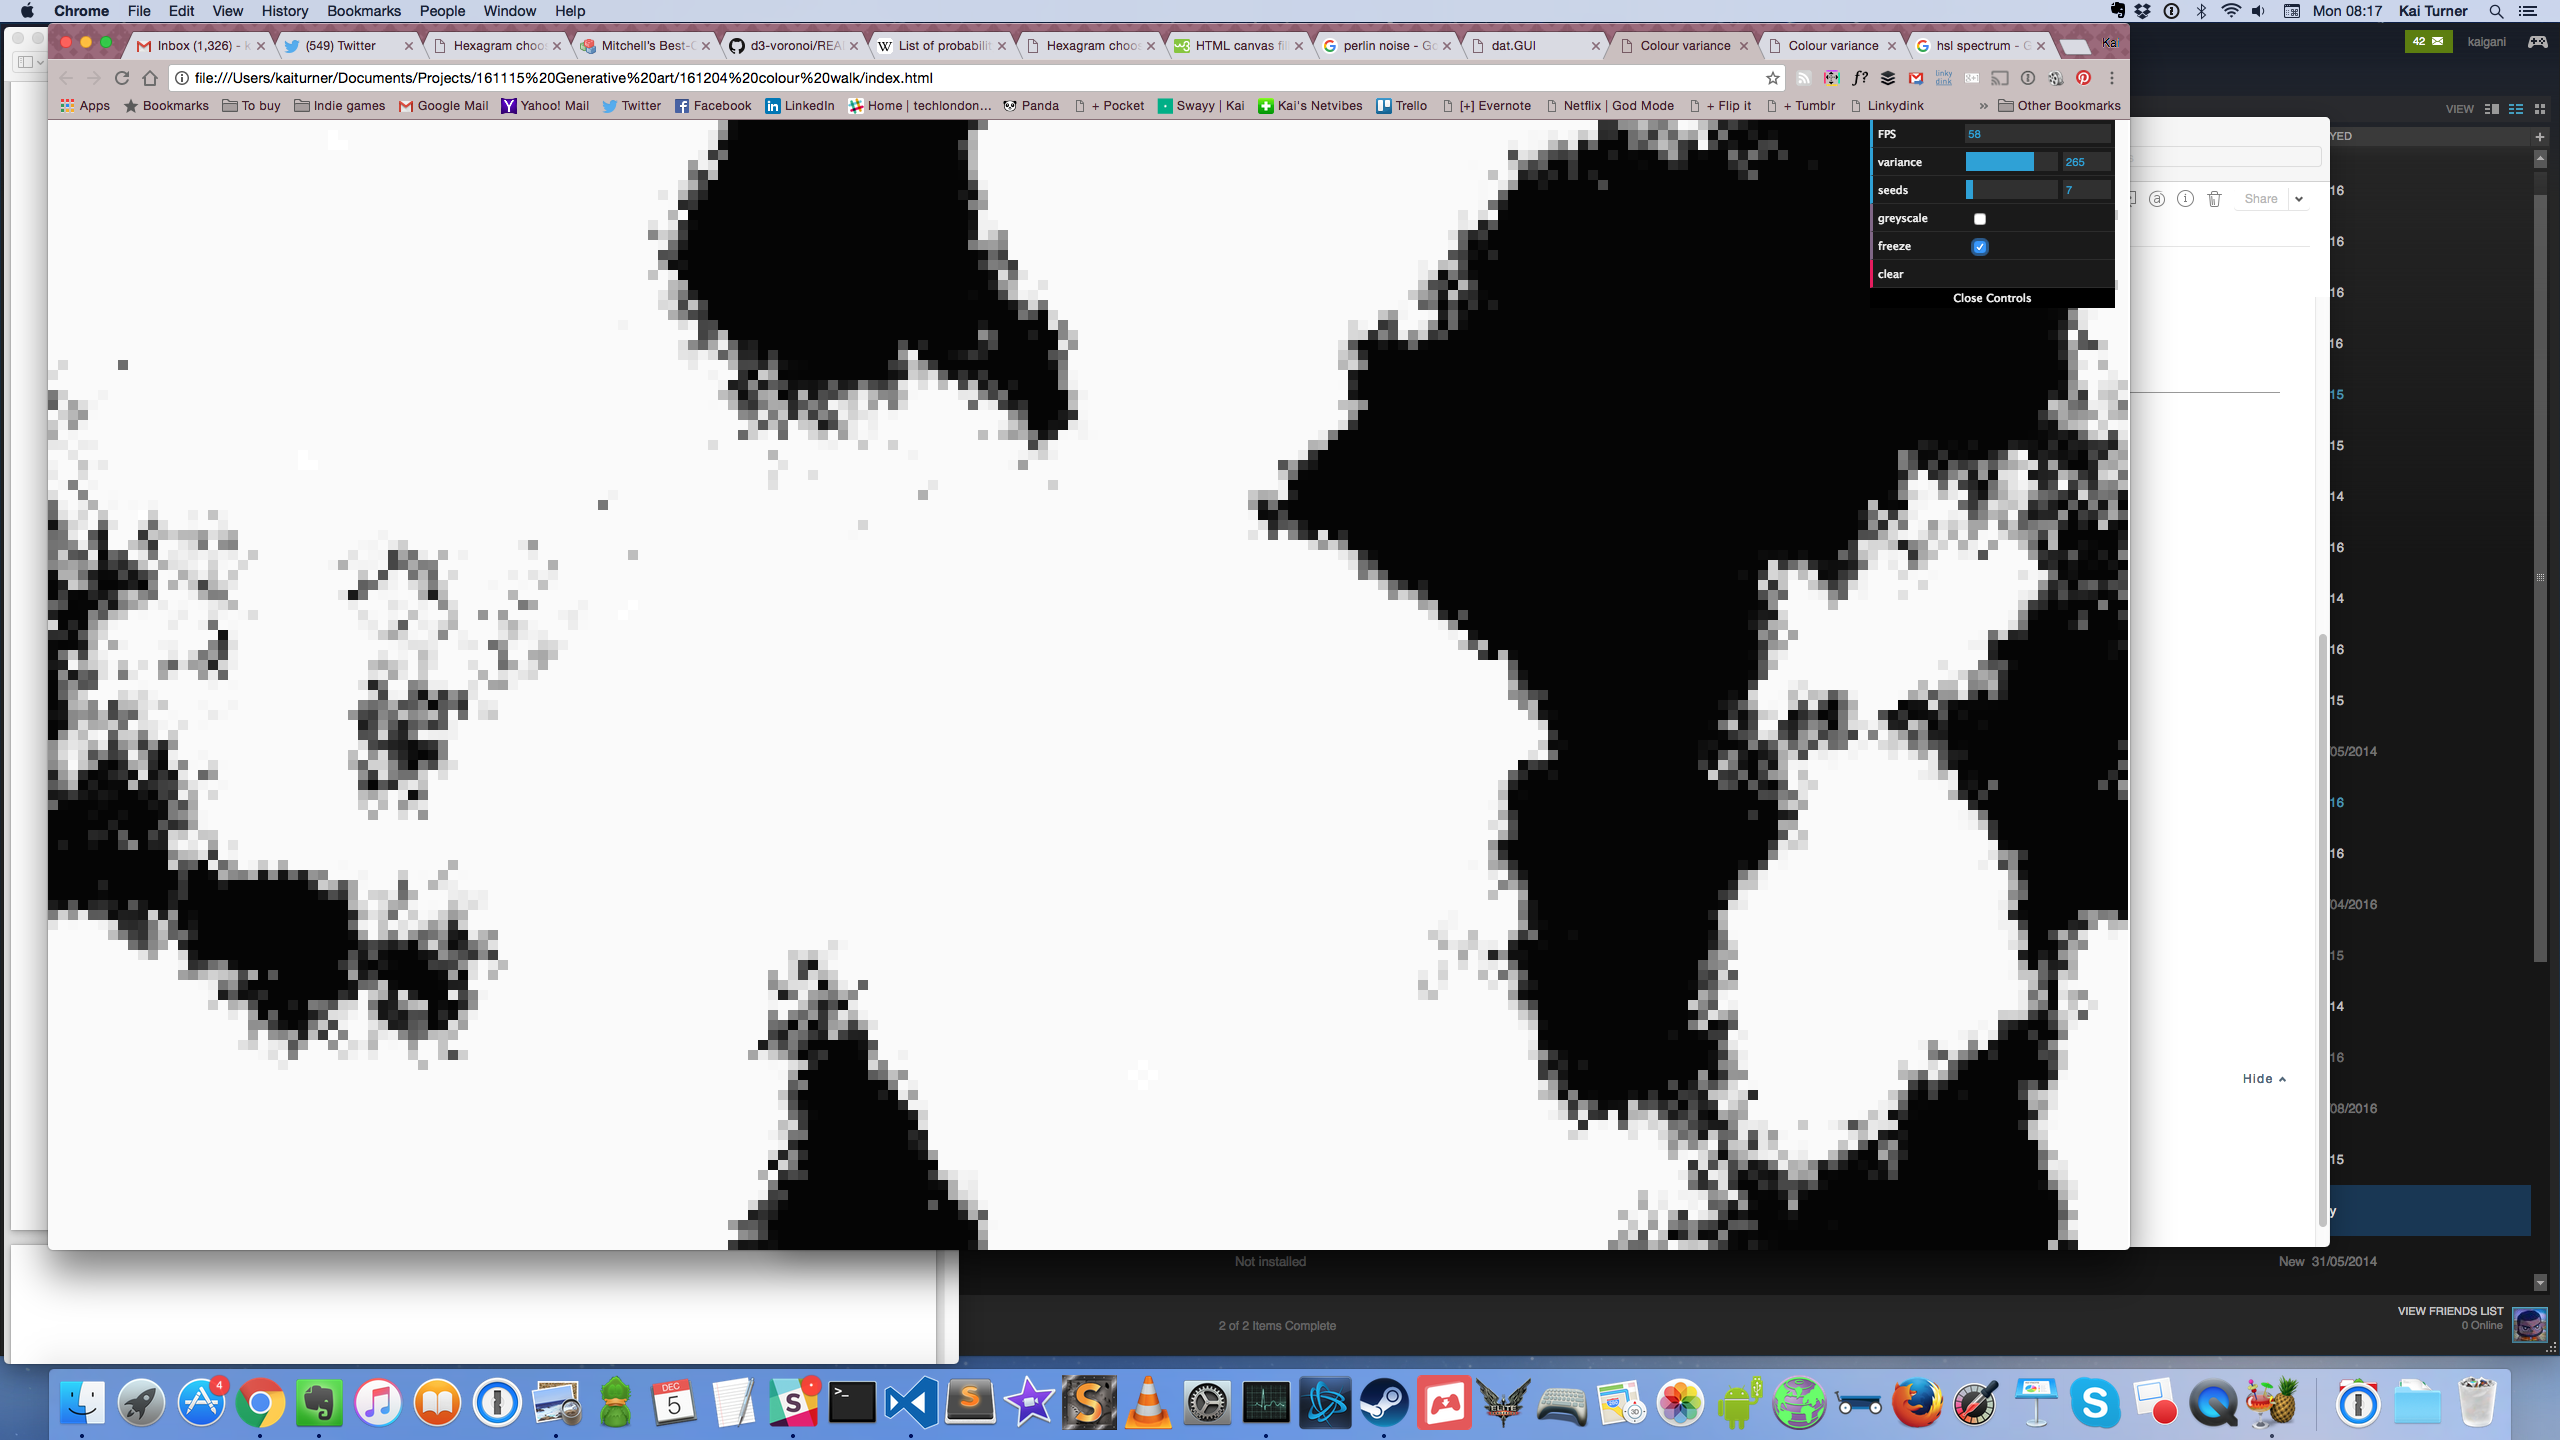 Chrome File Edit View History Bookmarks People Window Help Mon 08:17 Kai Turner
Inbox (1,326) - k (549) Twitter Hexagram choo Mitchell's Best-C d3-voronoi/REA List of probabilit Hexagram choo HTML canvas fil perlin noise - Go dat.GUI Colour variance Colour variance hsl spectrum - G Kai
file:///Users/kaiturner/Documents/Projects/161115%20Generative%20art/161204%20colour%20walk/index.html
Apps Bookmarks To buy Indie games Google Mail Yahoo! Mail Twitter Facebook LinkedIn Home | techlondon... Panda + Pocket Swayy | Kai Kai's Netvibes Trello [+] Evernote Netflix | God Mode + Flip it + Tumblr Linkydink » Other Bookmarks
42 kaigani
VIEW
YED
FPS 58
variance 265
seeds 7
greyscale
freeze
clear
Close Controls
Share
16
16
16
16
15
15
14
16
14
16
15
05/2014
16
16
04/2016
15
14
16
Hide
08/2016
15
y
Not installed
New 31/05/2014
2 of 2 Items Complete
VIEW FRIENDS LIST
0 Online
4
DEC
5